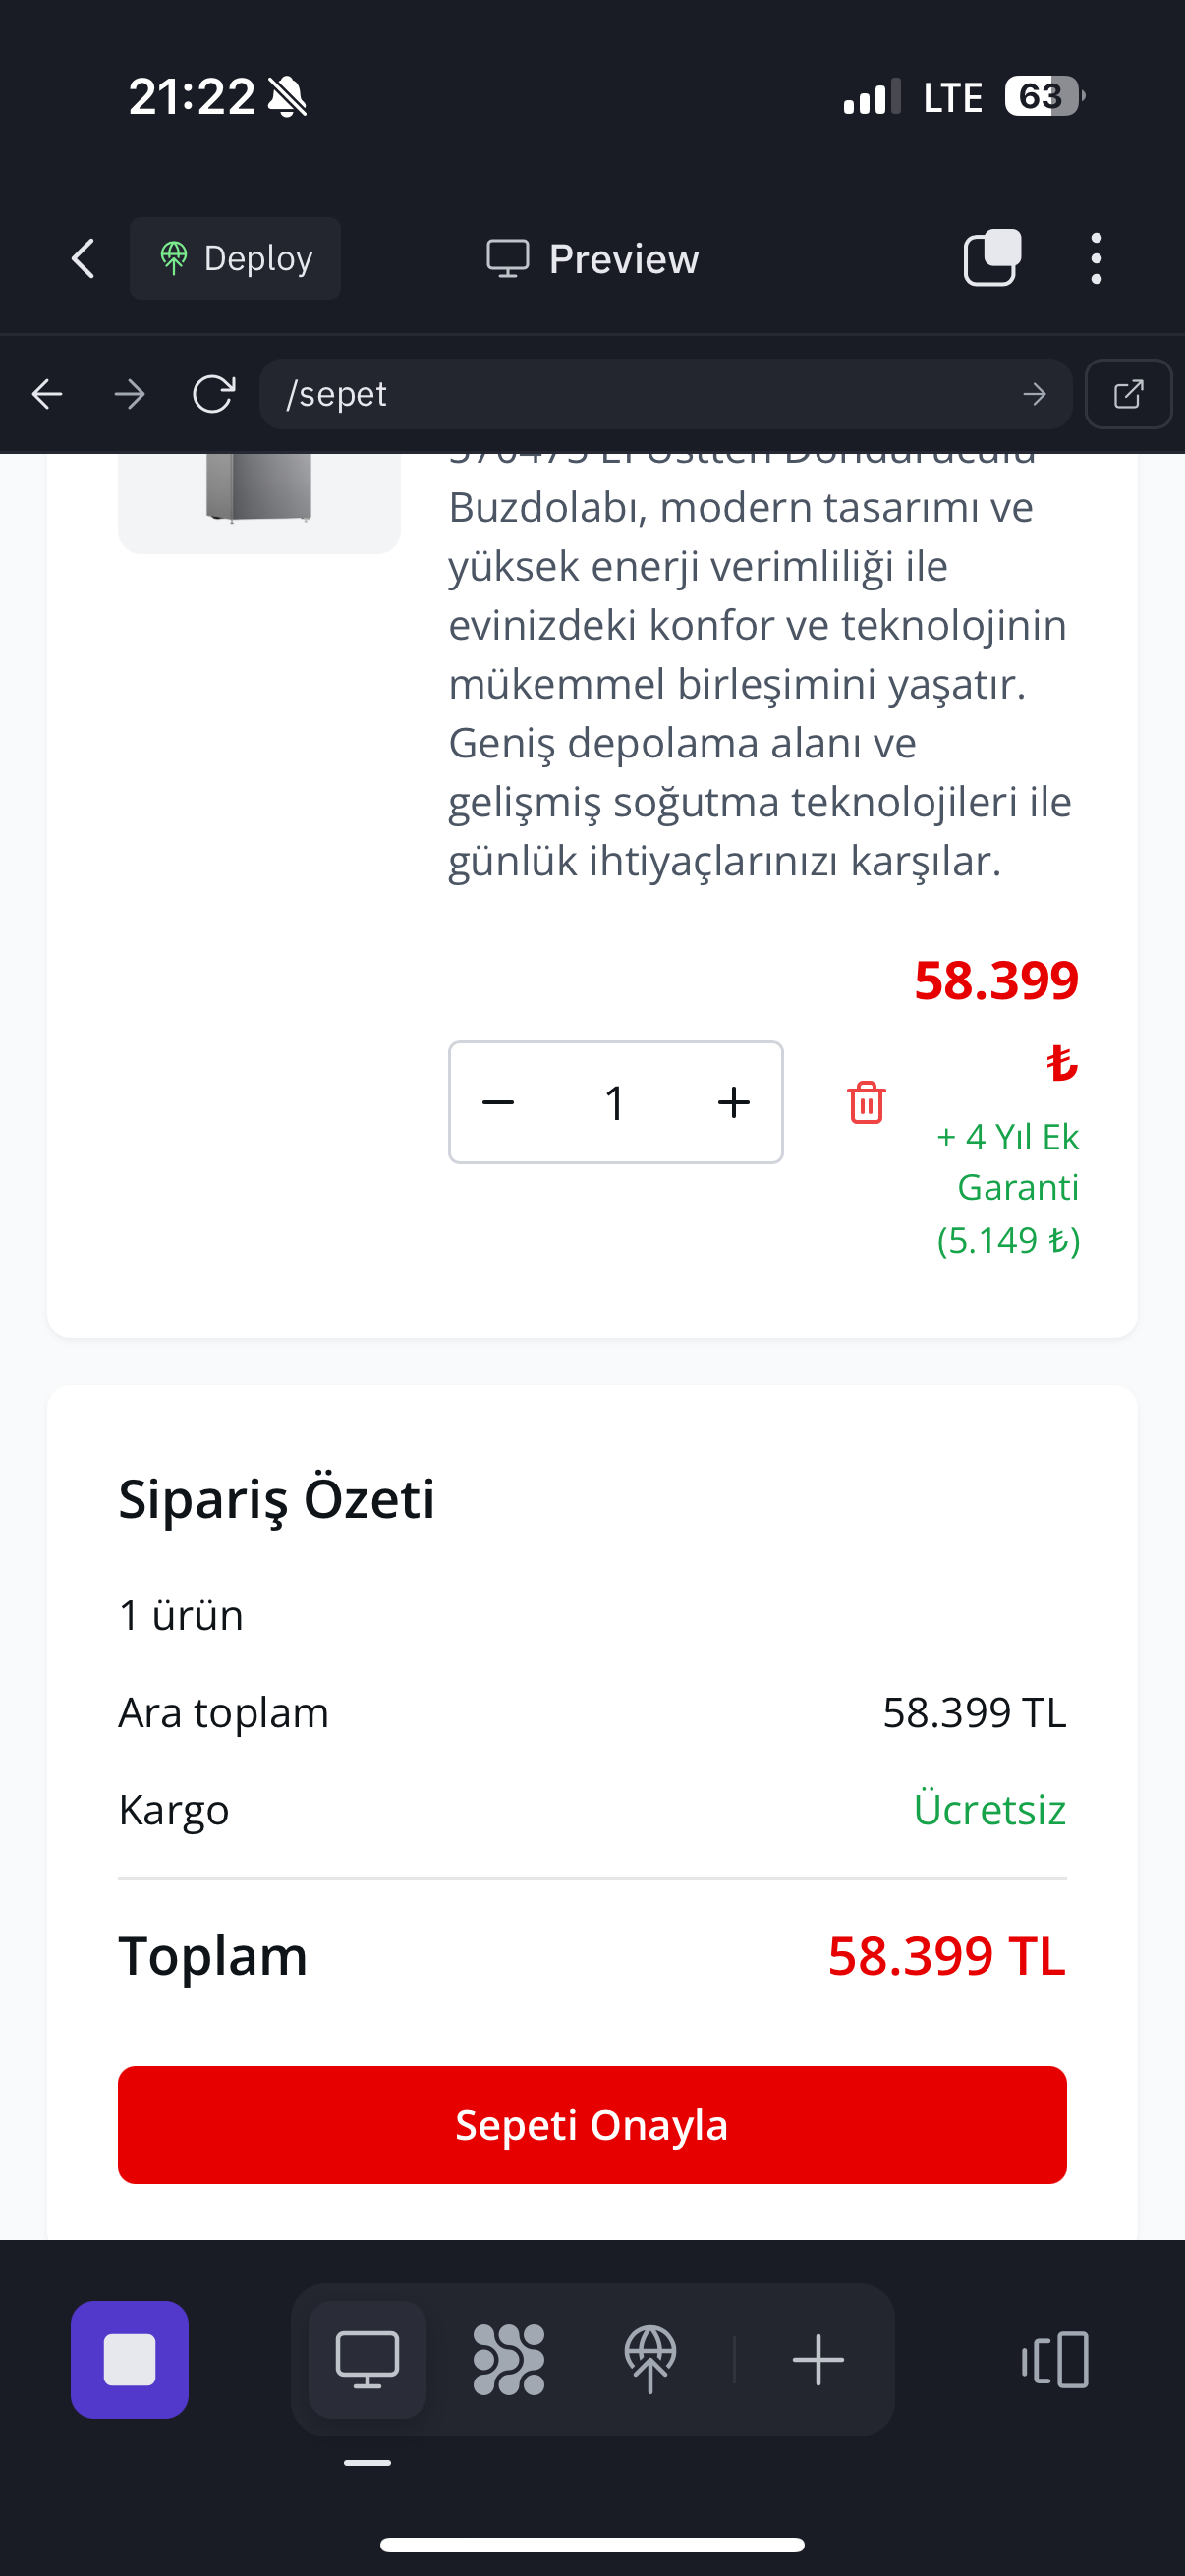 21:22
LTE
63
Deploy
Preview
/sepet
Buzdolabı, modern tasarımı ve
yüksek enerji verimliliği ile
evinizdeki konfor ve teknolojinin
mükemmel birleşimini yaşatır.
Geniş depolama alanı ve
gelişmiş soğutma teknolojileri ile
günlük ihtiyaçlarınızı karşılar.
58.399
₺
1
+ 4 Yıl Ek
Garanti
(5.149 ₺)
Sipariş Özeti
1 ürün
Ara toplam 58.399 TL
Kargo Ücretsiz
Toplam 58.399 TL
Sepeti Onayla